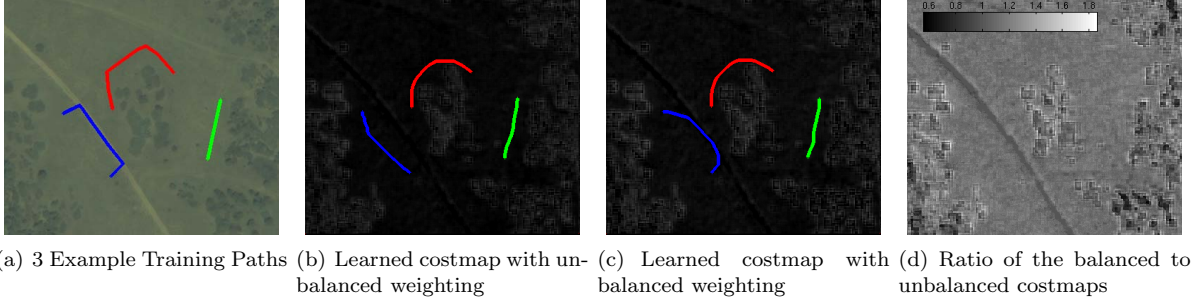 0.6 0.8 1 1.2 1.4 1.6 1.8
a) 3 Example Training Paths
(b) Learned costmap with un-
balanced weighting
(c) Learned costmap with
balanced weighting
(d) Ratio of the balanced to
unbalanced costmaps